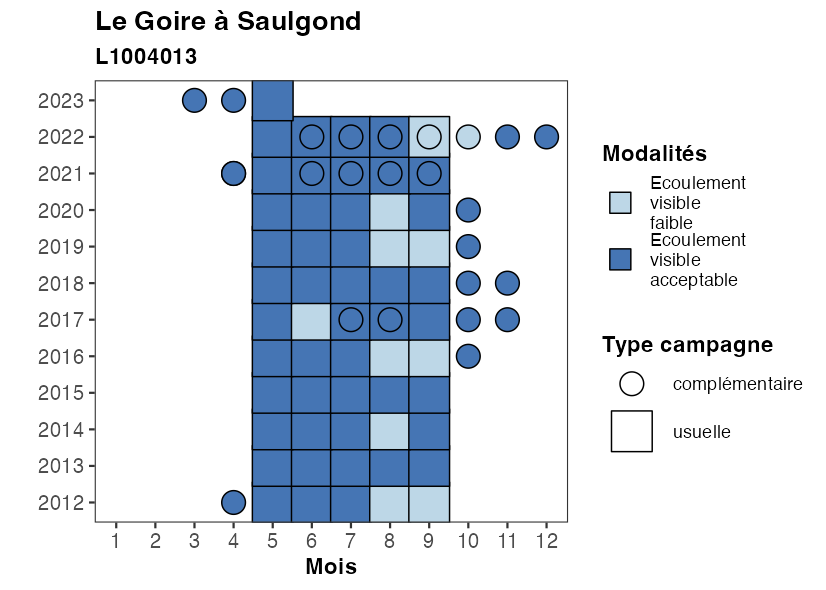 Le Goire à Saulgond
L1004013
2023
2022
2021
2020
2019
2018
2017
2016
2015
2014
2013
2012
1 2 3 4 5 6 7 8 9 10 11 12
Mois
Modalités
Ecoulement
visible
faible
Ecoulement
visible
acceptable
Type campagne
complémentaire
usuelle